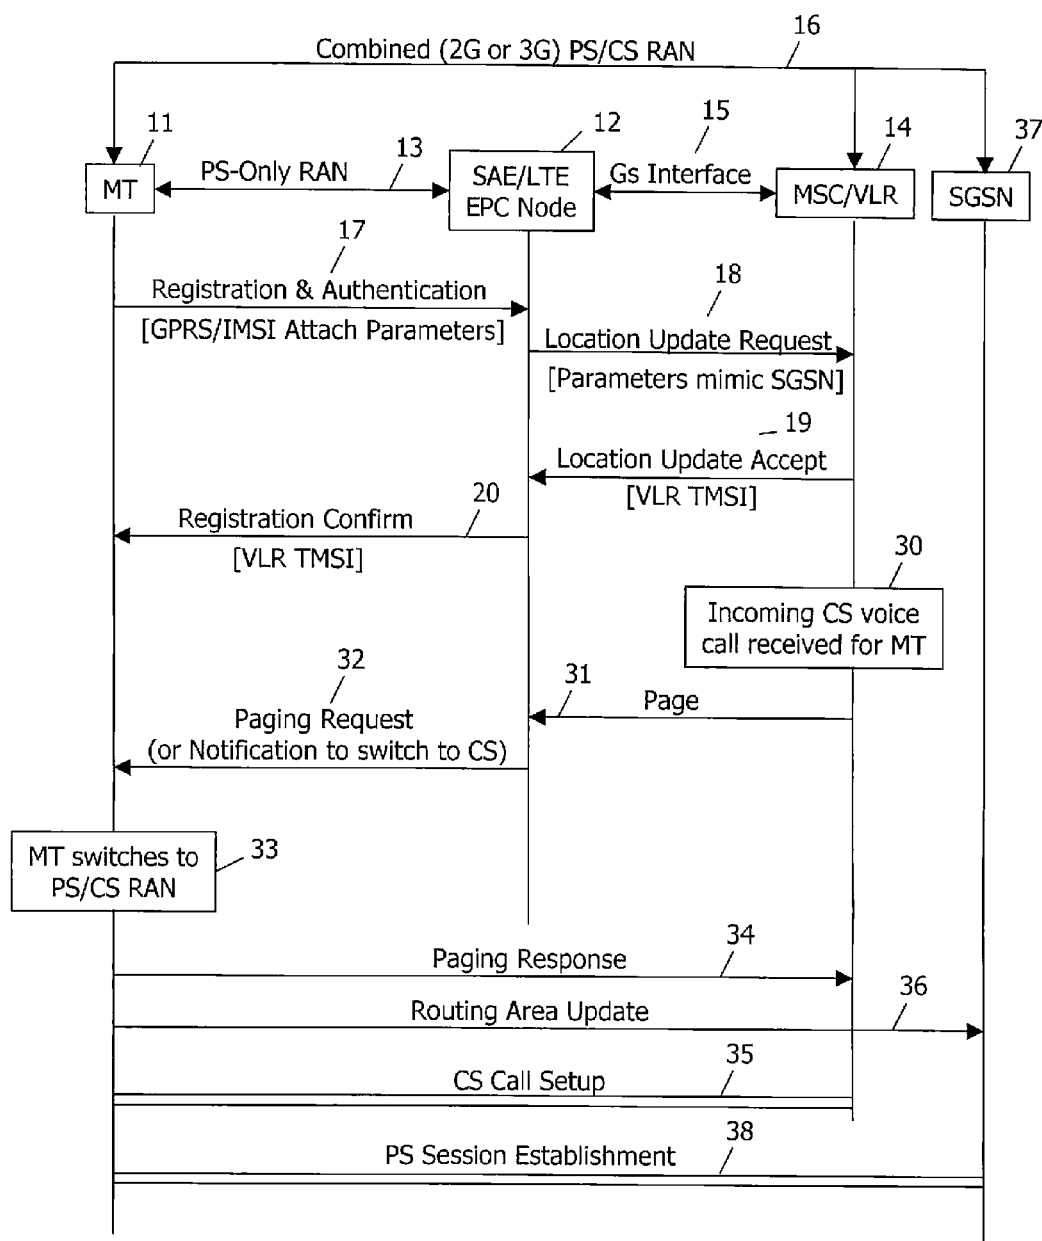 16
Combined (2G or 3G) PS/CS RAN
11
13
12
15
14
37
MT
PS-Only RAN
SAE/LTE
EPC Node
Gs Interface
MSC/VLR
SGSN
17
Registration & Authentication
[GPRS/IMSI Attach Parameters]
18
Location Update Request
[Parameters mimic SGSN]
19
Location Update Accept
[VLR TMSI]
20
Registration Confirm
[VLR TMSI]
30
Incoming CS voice
call received for MT
31
Page
32
Paging Request
(or Notification to switch to CS)
MT switches to
PS/CS RAN
33
Paging Response
34
Routing Area Update
36
CS Call Setup
35
PS Session Establishment
38